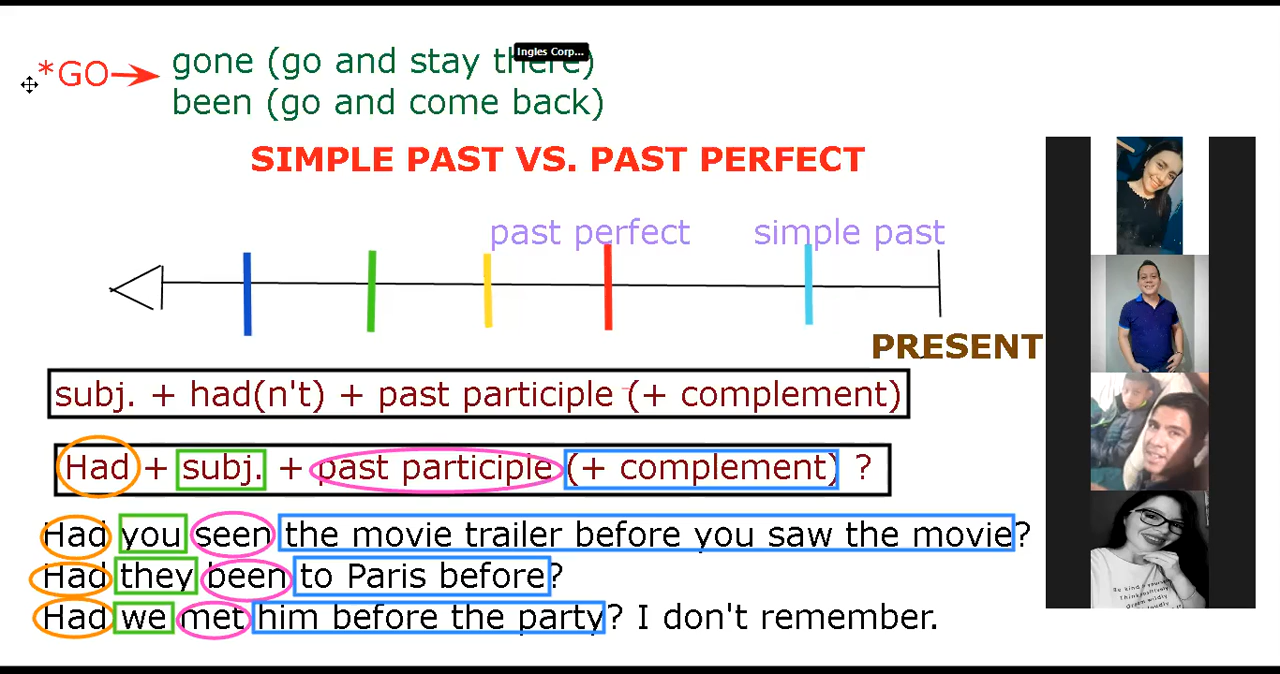 *GO
gone (go and stay there)
Ingles Corp...
been (go and come back)
SIMPLE PAST VS. PAST PERFECT
past perfect simple past
PRESENT
subj. + had(n't) + past participle (+ complement)
Had + subj. + past participle (+ complement) ?
Had you seen the movie trailer before you saw the movie?
Had they been to Paris before?
Had we met him before the party? I don't remember.